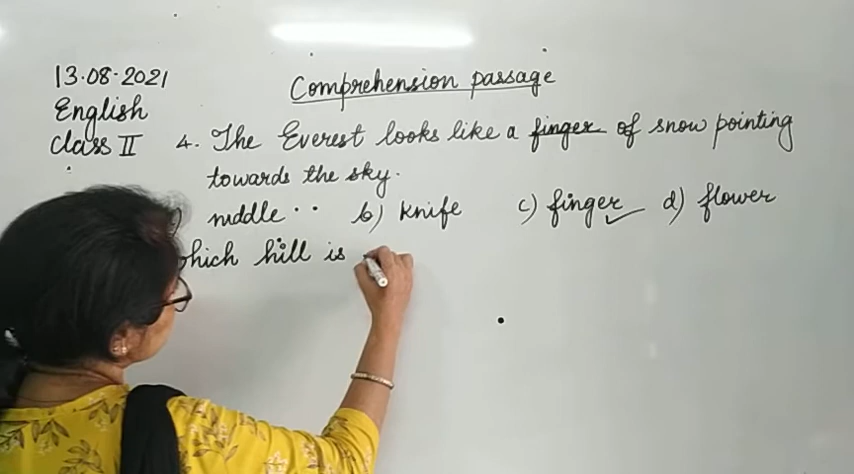 13.08.2021
Comprehension passage
English
Class II
4. The Everest looks like a finger of snow pointing
towards the sky.
b) Knife c) finger d) flower
hill is